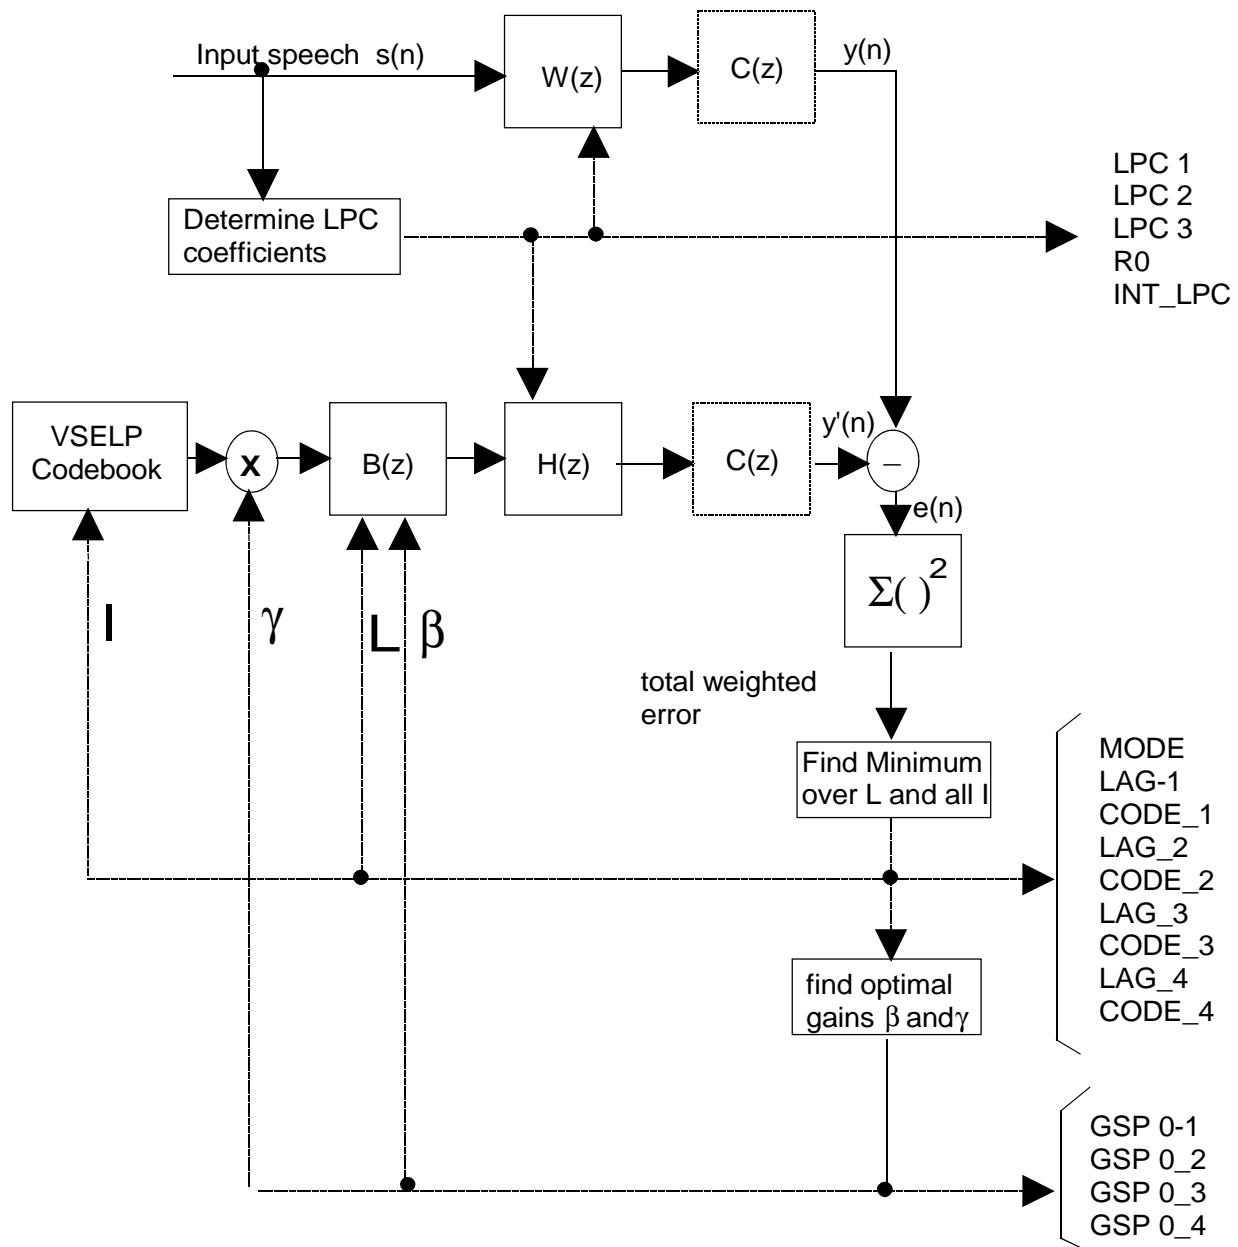 Input speech s(n)
W(z)
C(z)
y(n)
Determine LPC
coefficients
LPC 1
LPC 2
LPC 3
R0
INT_LPC
VSELP
Codebook
x
B(z)
H(z)
C(z)
y'(n)
–
e(n)
Σ( )²
I
γ
L
β
total weighted
error
Find Minimum
over L and all I
MODE
LAG-1
CODE_1
LAG_2
CODE_2
LAG_3
CODE_3
LAG_4
CODE_4
find optimal
gains β and γ
GSP 0-1
GSP 0_2
GSP 0_3
GSP 0_4